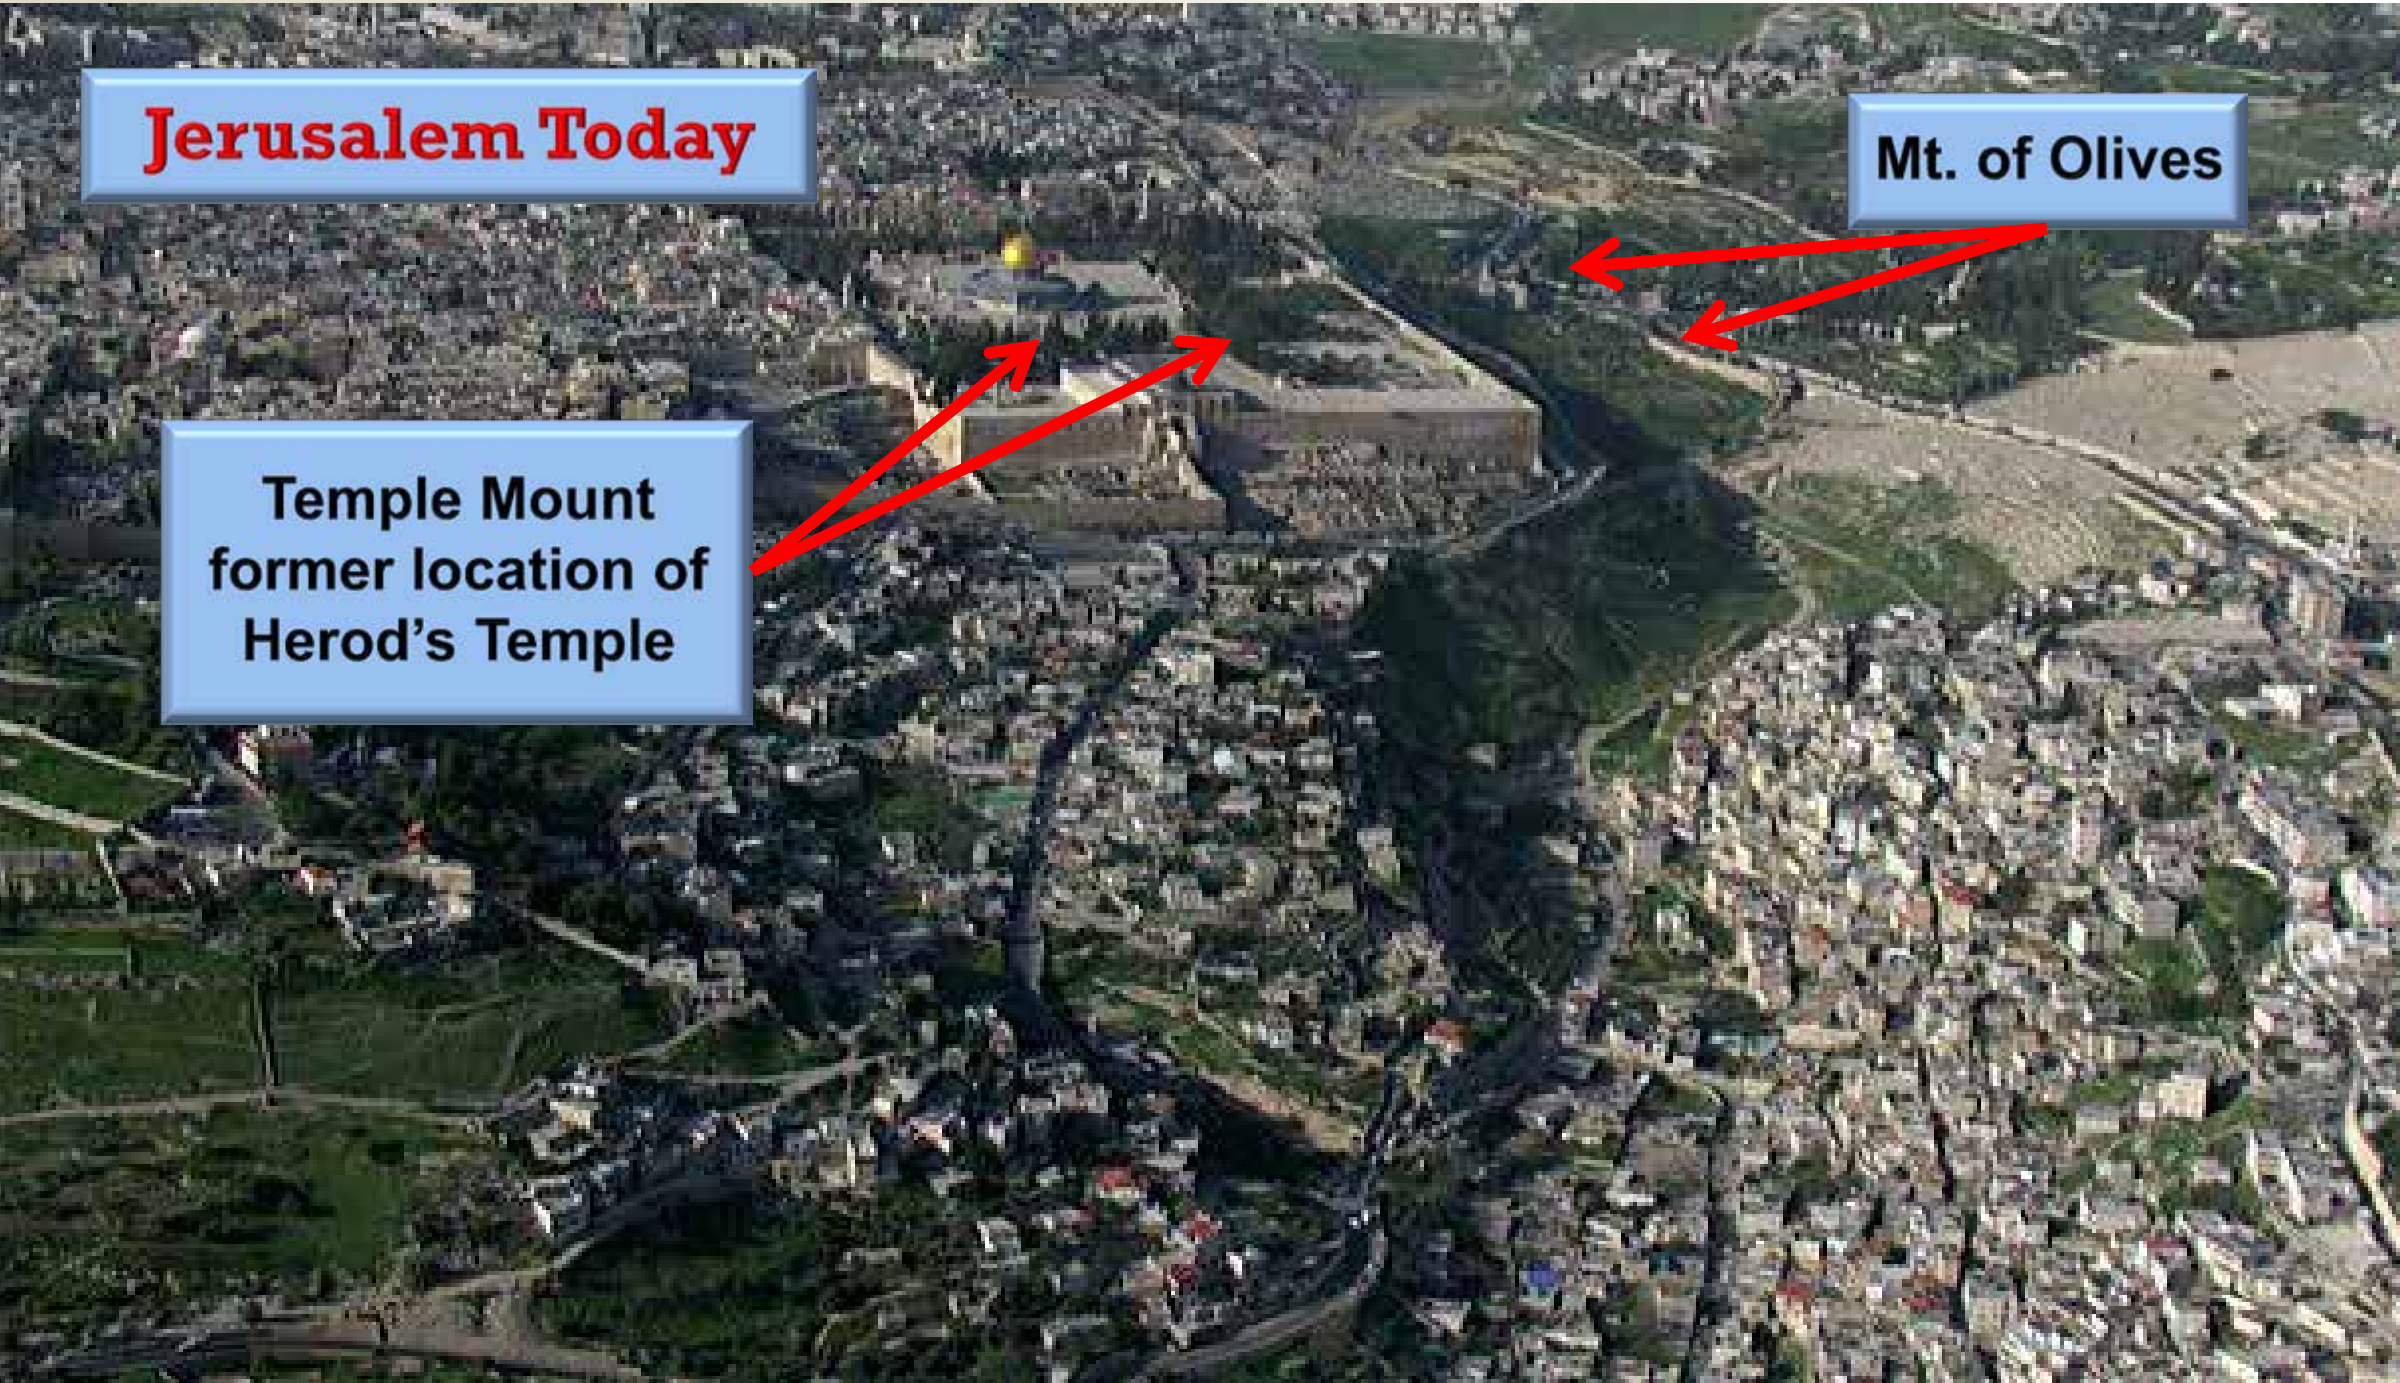 Jerusalem Today
Mt. of Olives
Temple Mount
former location of
Herod’s Temple